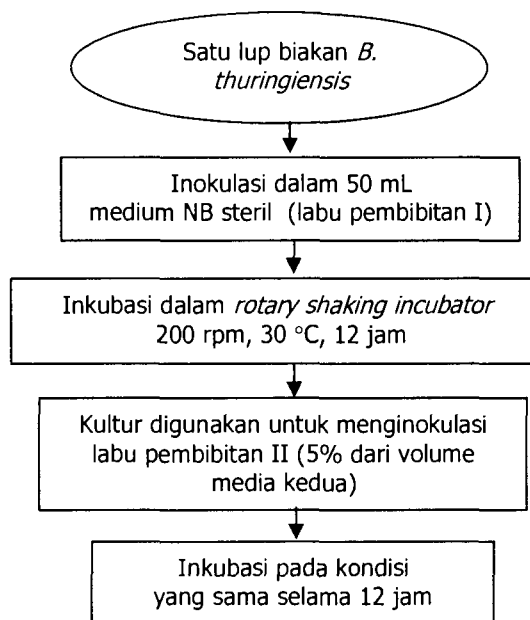 Satu lup biakan B.
thuringiensis
Inokulasi dalam 50 mL
medium NB steril (labu pembibitan I)
Inkubasi dalam rotary shaking incubator
200 rpm, 30 °C, 12 jam
Kultur digunakan untuk menginokulasi
labu pembibitan II (5% dari volume
media kedua)
Inkubasi pada kondisi
yang sama selama 12 jam